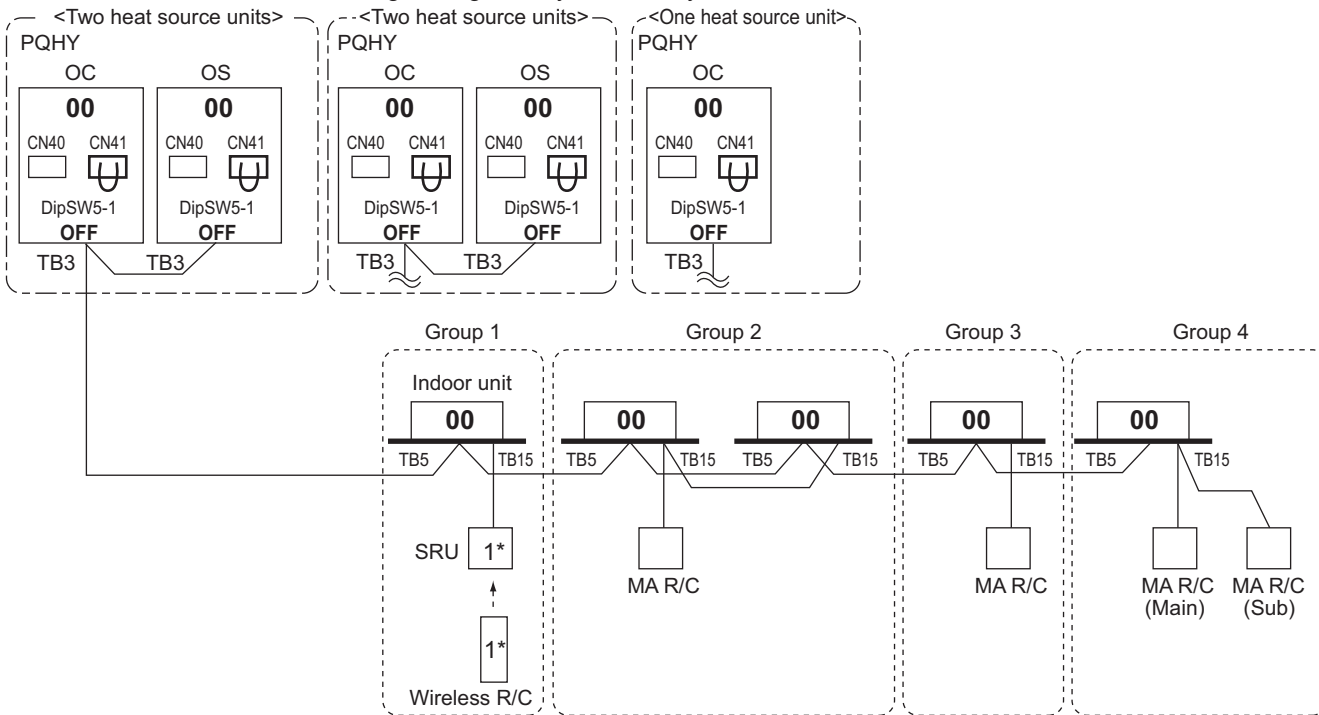 <Two heat source units> <Two heat source units> <One heat source unit>
PQHY PQHY PQHY
OC OS OC OS OC
00 00 00 00 00
CN40 CN41 CN40 CN41 CN40 CN41 CN40 CN41 CN40 CN41
DipSW5-1 DipSW5-1 DipSW5-1 DipSW5-1 DipSW5-1
OFF OFF OFF OFF OFF
TB3 TB3 TB3 TB3 TB3
Group 1 Group 2 Group 3 Group 4
Indoor unit
00 00 00 00 00
TB5 TB15 TB5 TB15 TB5 TB15 TB5 TB15 TB5 TB15
SRU 1*
MA R/C MA R/C MA R/C MA R/C
(Main) (Sub)
1*
Wireless R/C